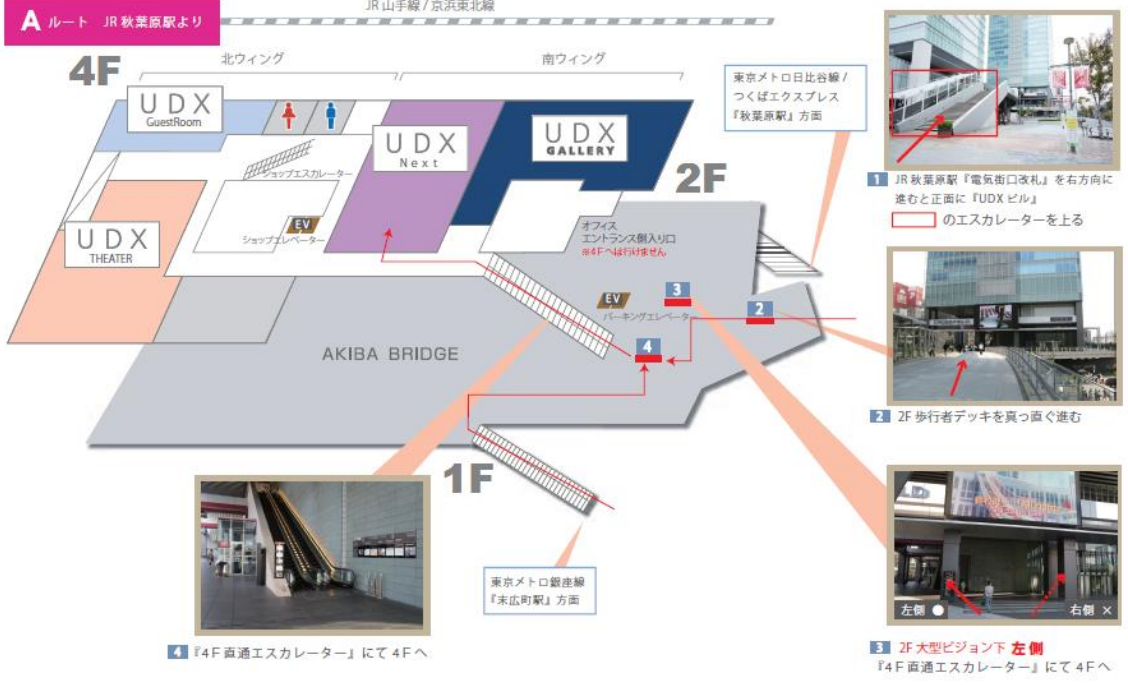 A ルート JR 秋葉原駅より
JR 山手線 / 京浜東北線
4F
北ウィング
南ウィング
東京メトロ日比谷線 /
つくばエクスプレス
『秋葉原駅』方面
UDX
GuestRoom
UDX
Next
UDX
GALLERY
2F
ショップエスカレーター
EV
ショップエレベーター
UDX
THEATER
オフィス
エントランス側入り口
※4Fへは行けません
1 JR 秋葉原駅『電気街口改札』を右方向に
進むと正面に『UDX ビル』
のエスカレーターを上る
3
EV
パーキングエレベーター
2
4
AKIBA BRIDGE
2 2F 歩行者デッキを真っ直ぐ進む
1F
東京メトロ銀座線
『末広町駅』方面
UDX
左側 ●
右側 ×
4 『4F 直通エスカレーター』にて 4F へ
3 2F 大型ビジョン下 左側
『4F 直通エスカレーター』にて 4F へ